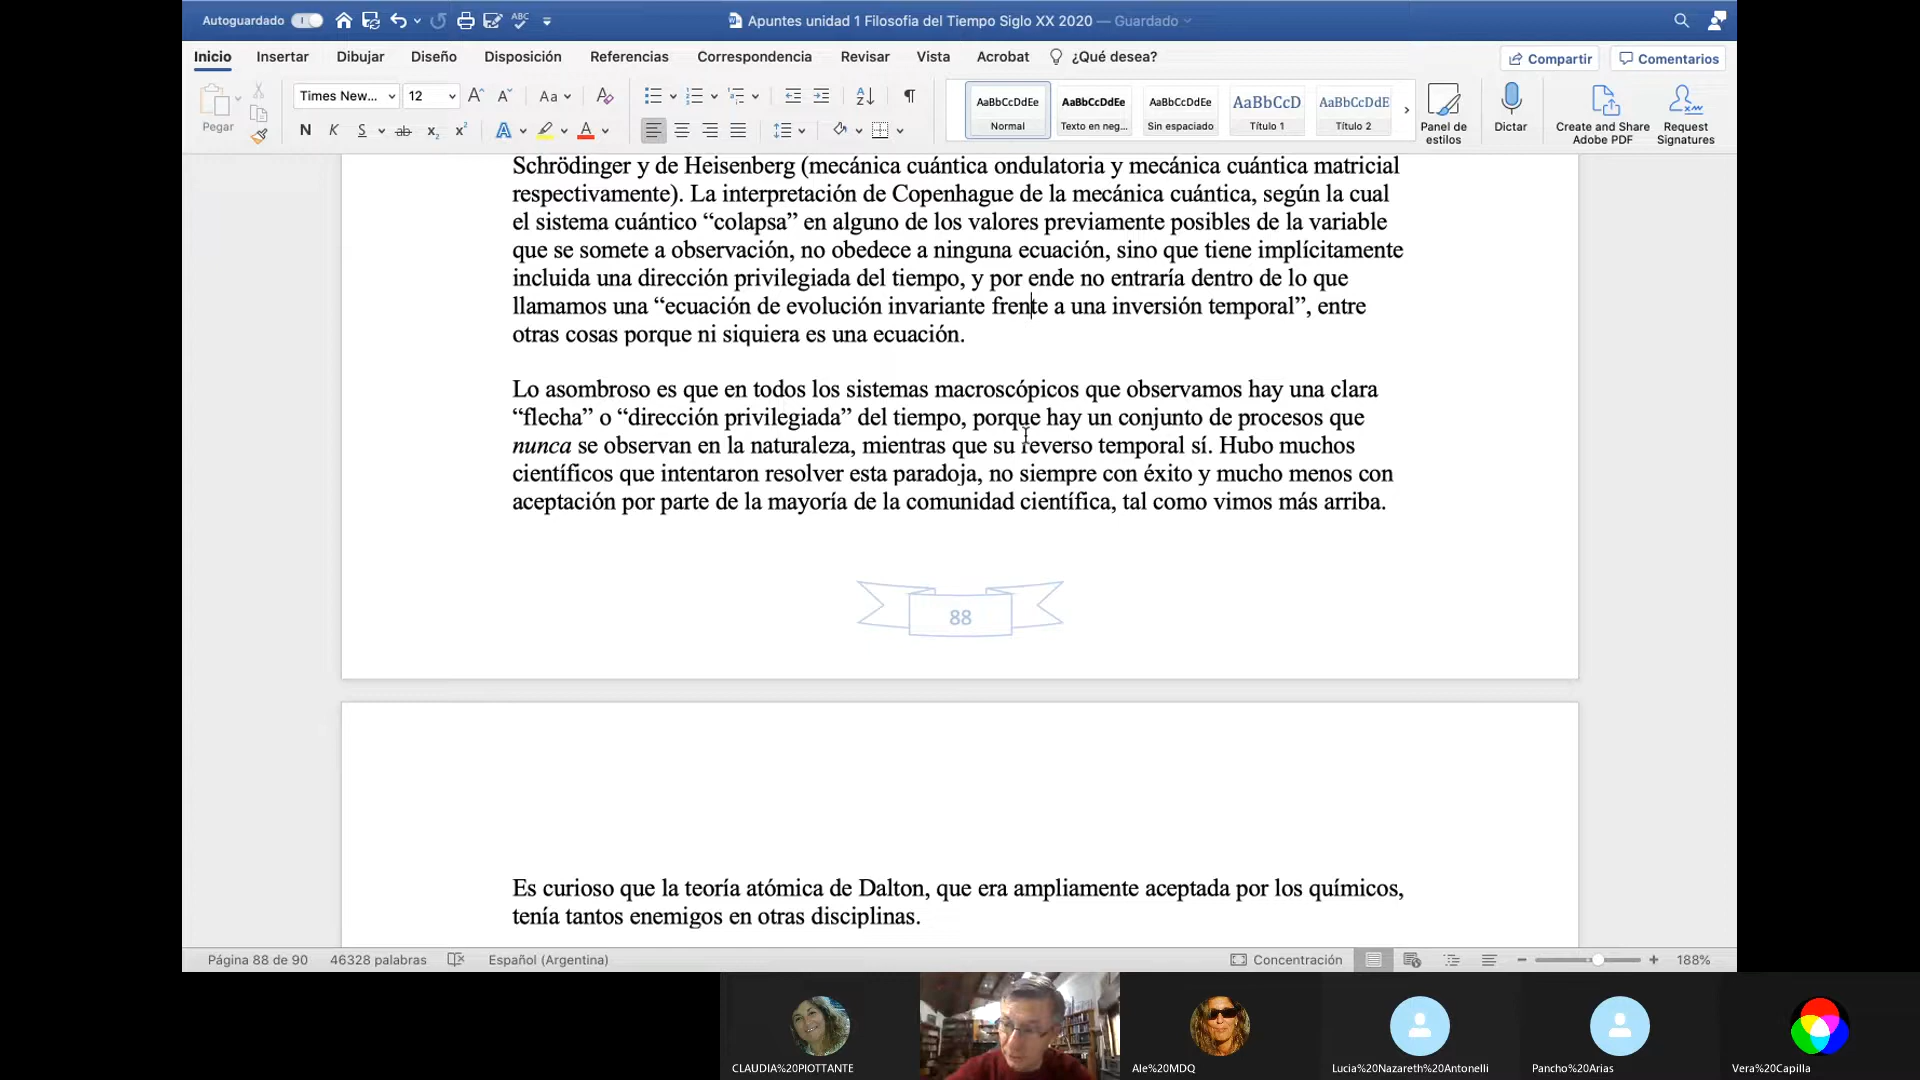 Autoguardado
Apuntes unidad 1 Filosofia del Tiempo Siglo XX 2020 — Guardado
Inicio Insertar Dibujar Diseño Disposición Referencias Correspondencia Revisar Vista Acrobat ¿Qué desea? Compartir Comentarios
Pegar
Times New... 12
N K S ab x₂ x²
AaBbCcDdEe AaBbCcDdEe AaBbCcDdEe AaBbCcD AaBbCcDdE
Normal Texto en neg... Sin espaciado Título 1 Título 2
Panel de estilos
Dictar
Create and Share Adobe PDF
Request Signatures
Schrödinger y de Heisenberg (mecánica cuántica ondulatoria y mecánica cuántica matricial
respectivamente). La interpretación de Copenhague de la mecánica cuántica, según la cual
el sistema cuántico “colapsa” en alguno de los valores previamente posibles de la variable
que se somete a observación, no obedece a ninguna ecuación, sino que tiene implícitamente
incluida una dirección privilegiada del tiempo, y por ende no entraría dentro de lo que
llamamos una “ecuación de evolución invariante frente a una inversión temporal”, entre
otras cosas porque ni siquiera es una ecuación.
Lo asombroso es que en todos los sistemas macroscópicos que observamos hay una clara
“flecha” o “dirección privilegiada” del tiempo, porque hay un conjunto de procesos que
nunca se observan en la naturaleza, mientras que su reverso temporal sí. Hubo muchos
científicos que intentaron resolver esta paradoja, no siempre con éxito y mucho menos con
aceptación por parte de la mayoría de la comunidad científica, tal como vimos más arriba.
88
Es curioso que la teoría atómica de Dalton, que era ampliamente aceptada por los químicos,
tenía tantos enemigos en otras disciplinas.
Página 88 de 90 46328 palabras Español (Argentina) Concentración 188%
CLAUDIA%20PIOTTANTE Ale%20MDQ Lucia%20Nazareth%20Antonelli Pancho%20Arias Vera%20Capilla